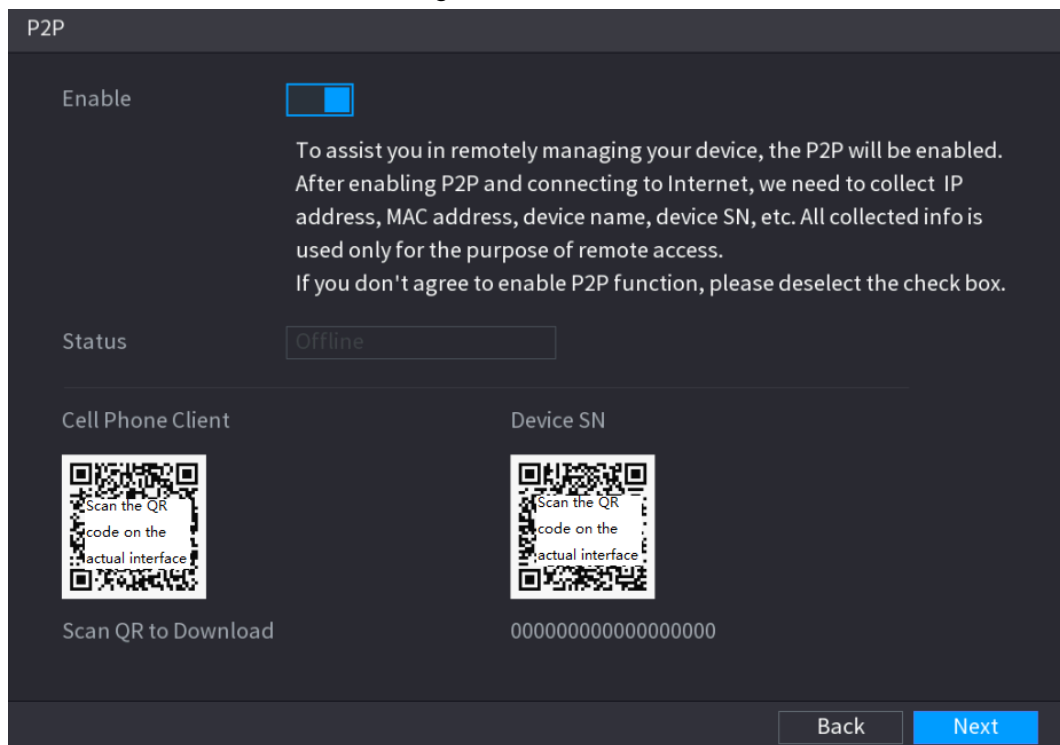 P2P
Enable
To assist you in remotely managing your device, the P2P will be enabled.
After enabling P2P and connecting to Internet, we need to collect IP
address, MAC address, device name, device SN, etc. All collected info is
used only for the purpose of remote access.
If you don't agree to enable P2P function, please deselect the check box.
Status
Offline
Cell Phone Client
Device SN
Scan the QR
code on the
actual interface
Scan the QR
code on the
actual interface
Scan QR to Download
000000000000000000
Back
Next